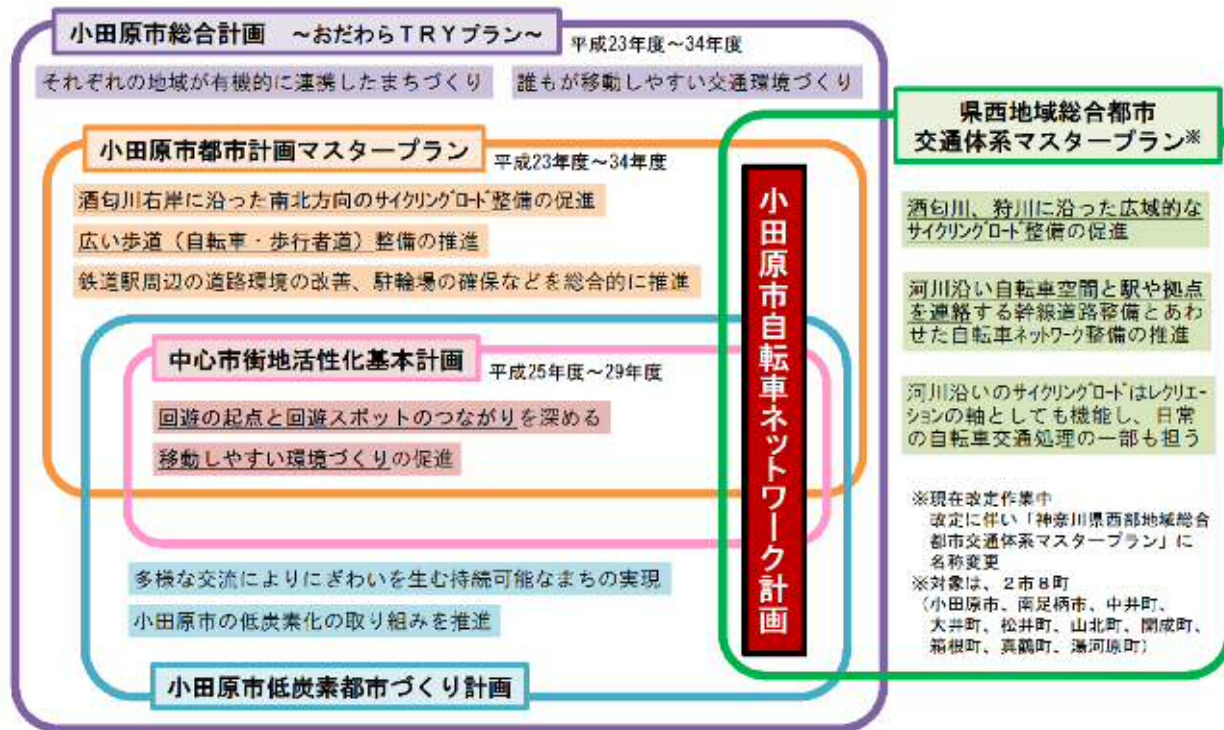 小田原市総合計画 ~おだわらTRYプラン~
平成23年度~34年度
それぞれの地域が有機的に連携したまちづくり
誰もが移動しやすい交通環境づくり
小田原市都市計画マスタープラン
平成23年度~34年度
酒匂川右岸に沿った南北方向のサイクリングロード整備の促進
広い歩道(自転車・歩行者道)整備の推進
鉄道駅周辺の道路環境の改善、駐輪場の確保などを総合的に推進
中心市街地活性化基本計画
平成25年度~29年度
回遊の起点と回遊スポットのつながりを深める
移動しやすい環境づくりの促進
多様な交流によりにぎわいを生む持続可能なまちの実現
小田原市の低炭素化の取り組みを推進
小田原市低炭素都市づくり計画
小田原市自転車ネットワーク計画
県西地域総合都市
交通体系マスタープラン※
酒匂川、狩川に沿った広域的な
サイクリングロード整備の促進
河川沿い自転車空間と駅や拠点
を連絡する幹線道路整備とあわ
せた自転車ネットワーク整備の推進
河川沿いのサイクリングロードはレクリエー
ションの軸としても機能し、日常
の自転車交通処理の一部も担う
※現在改定作業中
改定に伴い「神奈川県西部地域総合
都市交通体系マスタープラン」に
名称変更
※対象は、2市8町
(小田原市、南足柄市、中井町、
大井町、松井町、山北町、開成町、
箱根町、真鶴町、湯河原町)